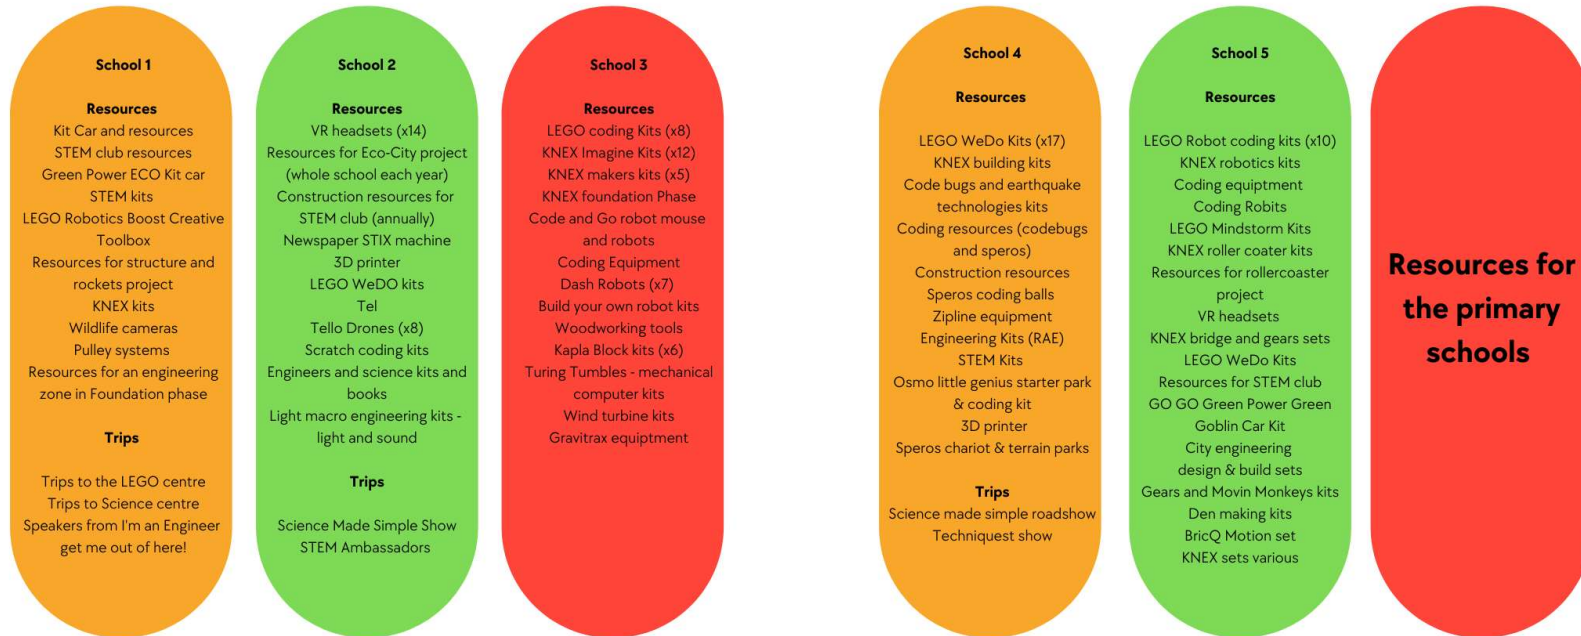 School 1
Resources
Kit Car and resources
STEM club resources
Green Power ECO Kit car
STEM kits
LEGO Robotics Boost Creative
Toolbox
Resources for structure and
rockets project
KNEX kits
Wildlife cameras
Pulley systems
Resources for an engineering
zone in Foundation phase
Trips
Trips to the LEGO centre
Trips to Science centre
Speakers from I'm an Engineer
get me out of here!
School 2
Resources
VR headsets (x14)
Resources for Eco-City project
(whole school each year)
Construction resources for
STEM club (annually)
Newspaper STIX machine
3D printer
LEGO WeDO kits
Tel
Tello Drones (x8)
Scratch coding kits
Engineers and science kits and
books
Light macro engineering kits -
light and sound
Trips
Science Made Simple Show
STEM Ambassadors
School 3
Resources
LEGO coding Kits (x8)
KNEX Imagine Kits (x12)
KNEX makers kits (x5)
KNEX foundation Phase
Code and Go robot mouse
and robots
Coding Equipment
Dash Robots (x7)
Build your own robot kits
Woodworking tools
Kapla Block kits (x6)
Turing Tumbles - mechanical
computer kits
Wind turbine kits
Gravitrax equiptment
School 4
Resources
LEGO WeDo Kits (x17)
KNEX building kits
Code bugs and earthquake
technologies kits
Coding resources (codebugs
and speros)
Construction resources
Speros coding balls
Zipline equipment
Engineering Kits (RAE)
STEM Kits
Osmo little genius starter park
& coding kit
3D printer
Speros chariot & terrain parks
Trips
Science made simple roadshow
Techniquest show
School 5
Resources
LEGO Robot coding kits (x10)
KNEX robotics kits
Coding equiptment
Coding Robits
LEGO Mindstorm Kits
KNEX roller coater kits
Resources for rollercoaster
project
VR headsets
KNEX bridge and gears sets
LEGO WeDo Kits
Resources for STEM club
GO GO Green Power Green
Goblin Car Kit
City engineering
design & build sets
Gears and Movin Monkeys kits
Den making kits
BricQ Motion set
KNEX sets various
Resources for
the primary
schools